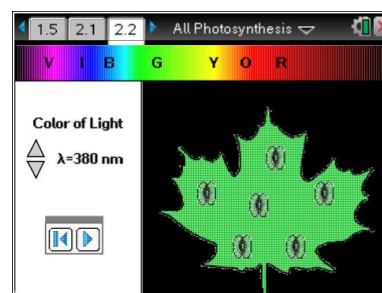 1.5 2.1 2.2 All Photosynthesis
V I B G Y O R
Color of Light
λ=380 nm